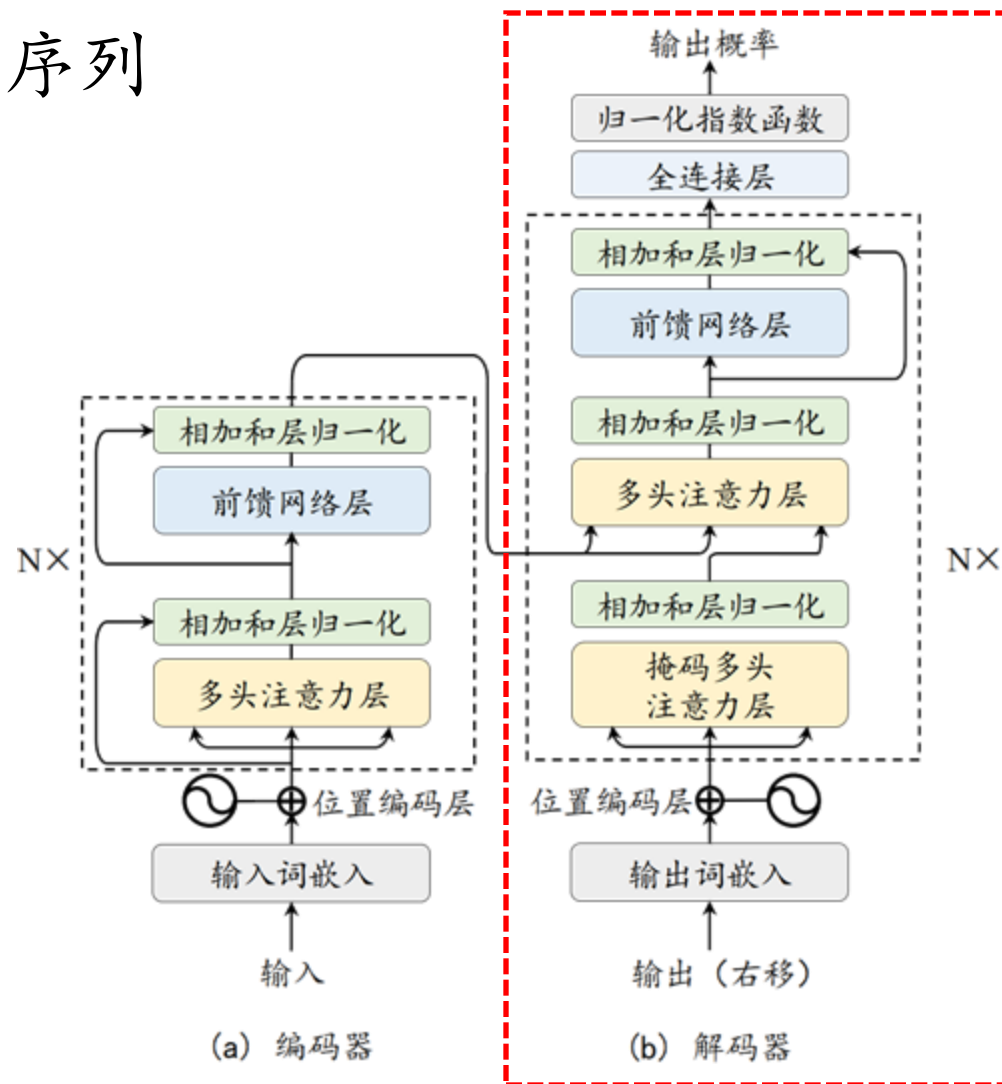 序列
相加和层归一化
前馈网络层
N×
相加和层归一化
多头注意力层
位置编码层
输入词嵌入
输入
(a) 编码器
输出概率
归一化指数函数
全连接层
相加和层归一化
前馈网络层
相加和层归一化
多头注意力层
N×
相加和层归一化
掩码多头
注意力层
位置编码层
输出词嵌入
输出（右移）
(b) 解码器